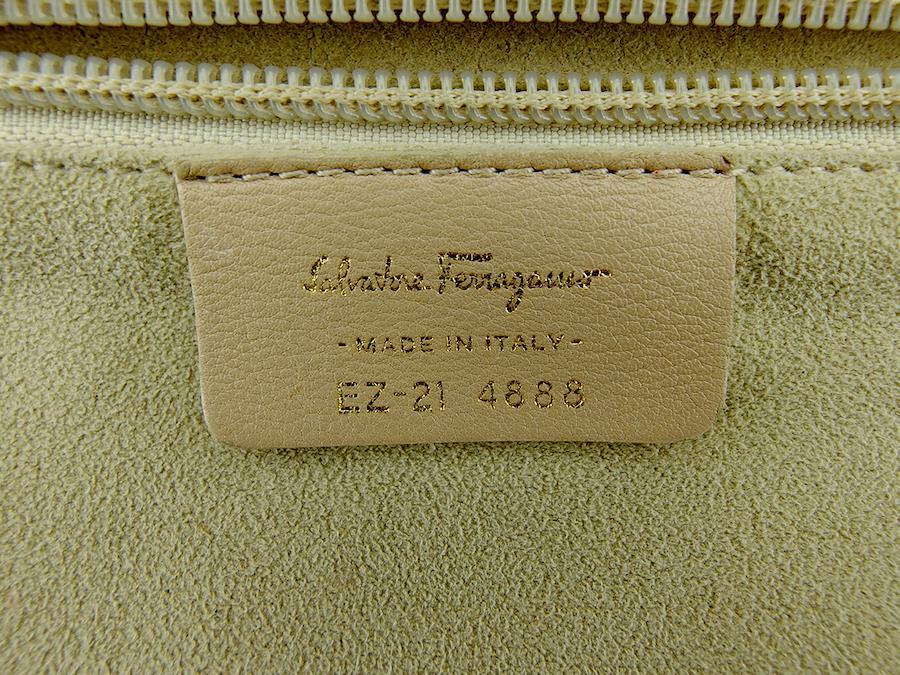 Salvatore Ferragamo
-MADE IN ITALY-
EZ-21 4888